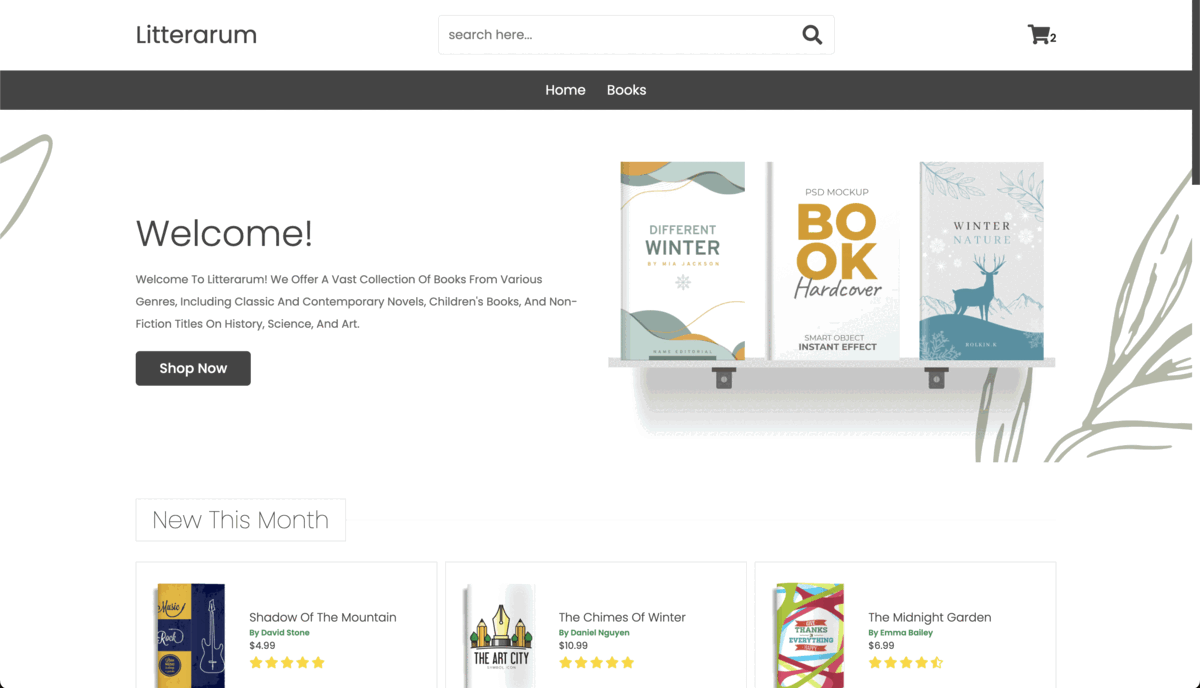 Litterarum
search here...
2
Home Books
DIFFERENT
WINTER
BY MIA JACKSON
NAME EDITORIAL
PSD MOCKUP
BO
OK
Hardcover
SMART OBJECT
INSTANT EFFECT
WINTER
NATURE
ROLKIN.K
Welcome!
Welcome To Litterarum! We Offer A Vast Collection Of Books From Various
Genres, Including Classic And Contemporary Novels, Children's Books, And Non-
Fiction Titles On History, Science, And Art.
Shop Now
New This Month
Music
Rock
Shadow Of The Mountain
By David Stone
$4.99
THE ART CITY
The Chimes Of Winter
By Daniel Nguyen
$10.99
THANKS
EVERYTHING
The Midnight Garden
By Emma Bailey
$6.99